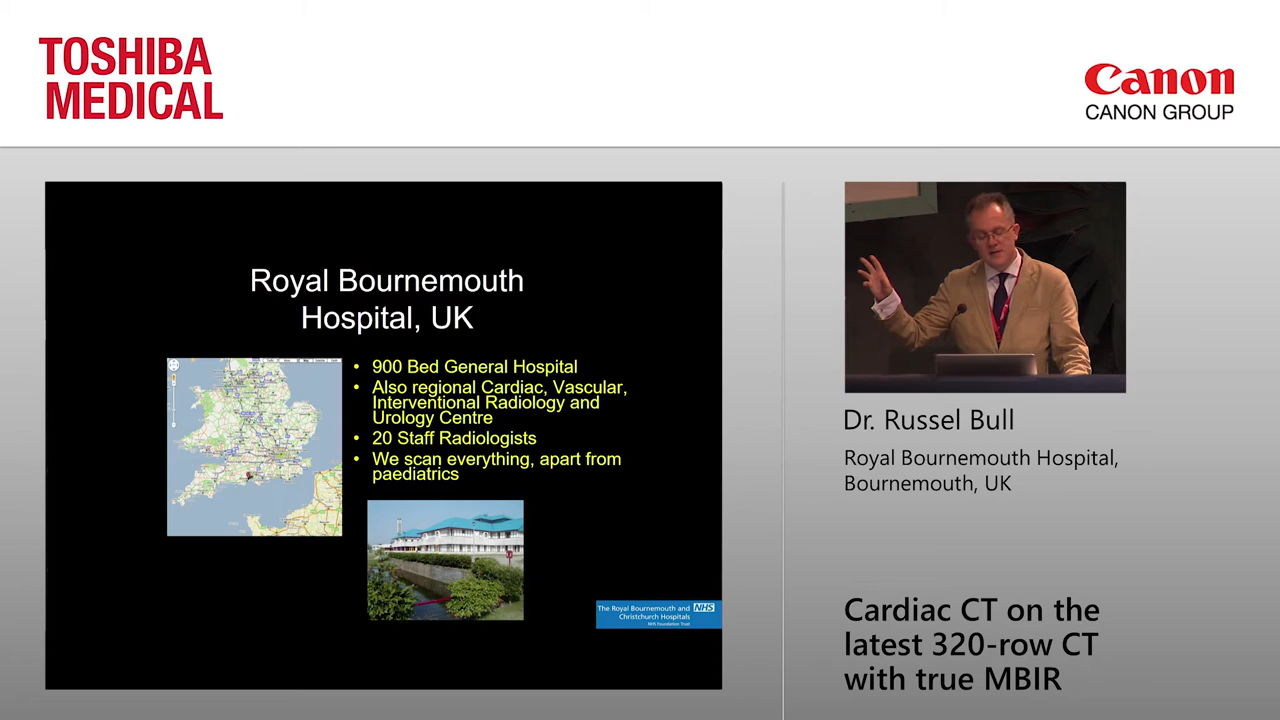 TOSHIBA
MEDICAL
Canon
CANON GROUP
Royal Bournemouth
Hospital, UK
• 900 Bed General Hospital
• Also regional Cardiac, Vascular,
Interventional Radiology and
Urology Centre
• 20 Staff Radiologists
• We scan everything, apart from
paediatrics
The Royal Bournemouth and NHS
Christchurch Hospitals
NHS Foundation Trust
Dr. Russel Bull
Royal Bournemouth Hospital,
Bournemouth, UK
Cardiac CT on the
latest 320-row CT
with true MBIR